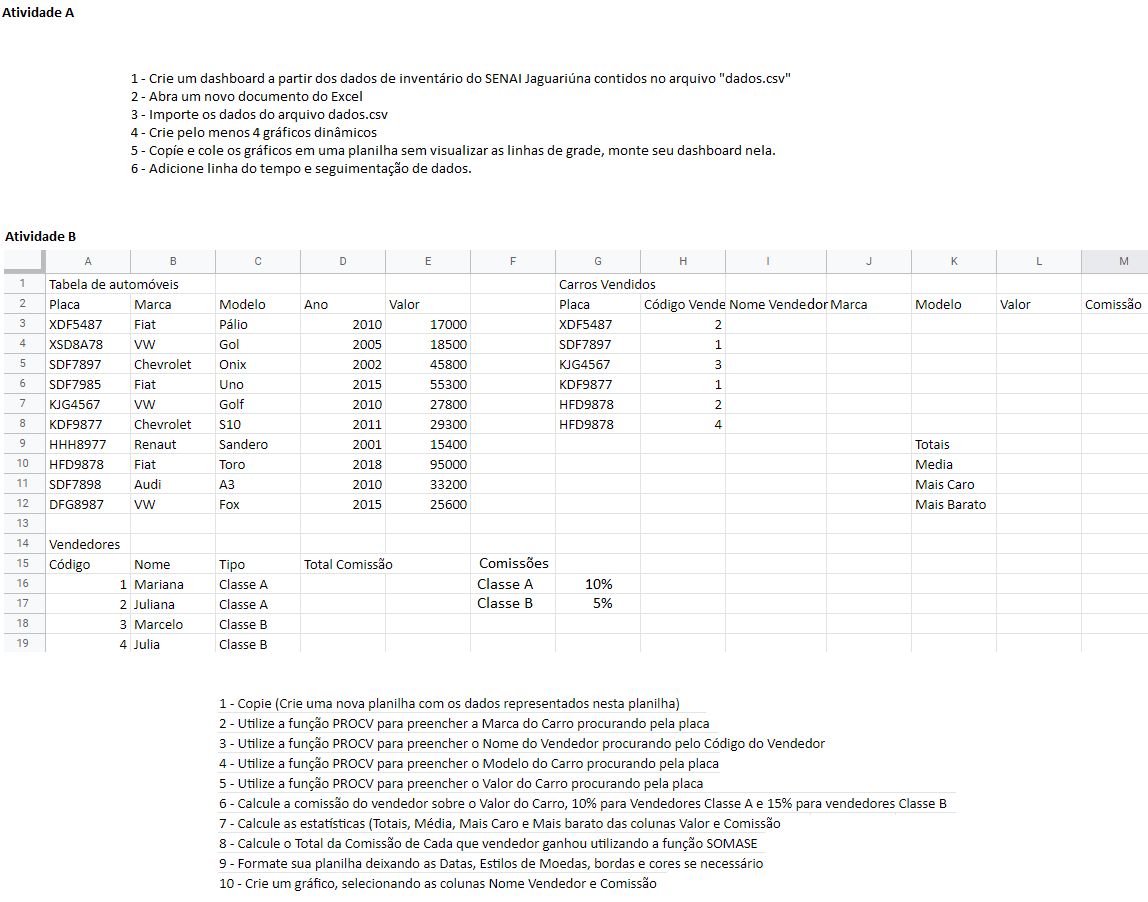 Atividade A
1 - Crie um dashboard a partir dos dados de inventário do SENAI Jaguariúna contidos no arquivo "dados.csv"
2 - Abra um novo documento do Excel
3 - Importe os dados do arquivo dados.csv
4 - Crie pelo menos 4 gráficos dinâmicos
5 - Copíe e cole os gráficos em uma planilha sem visualizar as linhas de grade, monte seu dashboard nela.
6 - Adicione linha do tempo e seguimentação de dados.
Atividade B
A B C D E F G H I J K L M
1 Tabela de automóveis Carros Vendidos
2 Placa Marca Modelo Ano Valor Placa Código Vende Nome Vendedor Marca Modelo Valor Comissão
3 XDF5487 Fiat Pálio 2010 17000 XDF5487 2
4 XSD8A78 VW Gol 2005 18500 SDF7897 1
5 SDF7897 Chevrolet Onix 2002 45800 KJG4567 3
6 SDF7985 Fiat Uno 2015 55300 KDF9877 1
7 KJG4567 VW Golf 2010 27800 HFD9878 2
8 KDF9877 Chevrolet S10 2011 29300 HFD9878 4
9 HHH8977 Renaut Sandero 2001 15400 Totais
10 HFD9878 Fiat Toro 2018 95000 Media
11 SDF7898 Audi A3 2010 33200 Mais Caro
12 DFG8987 VW Fox 2015 25600 Mais Barato
13
14 Vendedores
15 Código Nome Tipo Total Comissão Comissões
16 1 Mariana Classe A Classe A 10%
17 2 Juliana Classe A Classe B 5%
18 3 Marcelo Classe B
19 4 Julia Classe B
1 - Copie (Crie uma nova planilha com os dados representados nesta planilha)
2 - Utilize a função PROCV para preencher a Marca do Carro procurando pela placa
3 - Utilize a função PROCV para preencher o Nome do Vendedor procurando pelo Código do Vendedor
4 - Utilize a função PROCV para preencher o Modelo do Carro procurando pela placa
5 - Utilize a função PROCV para preencher o Valor do Carro procurando pela placa
6 - Calcule a comissão do vendedor sobre o Valor do Carro, 10% para Vendedores Classe A e 15% para vendedores Classe B
7 - Calcule as estatísticas (Totais, Média, Mais Caro e Mais barato das colunas Valor e Comissão
8 - Calcule o Total da Comissão de Cada que vendedor ganhou utilizando a função SOMASE
9 - Formate sua planilha deixando as Datas, Estilos de Moedas, bordas e cores se necessário
10 - Crie um gráfico, selecionando as colunas Nome Vendedor e Comissão